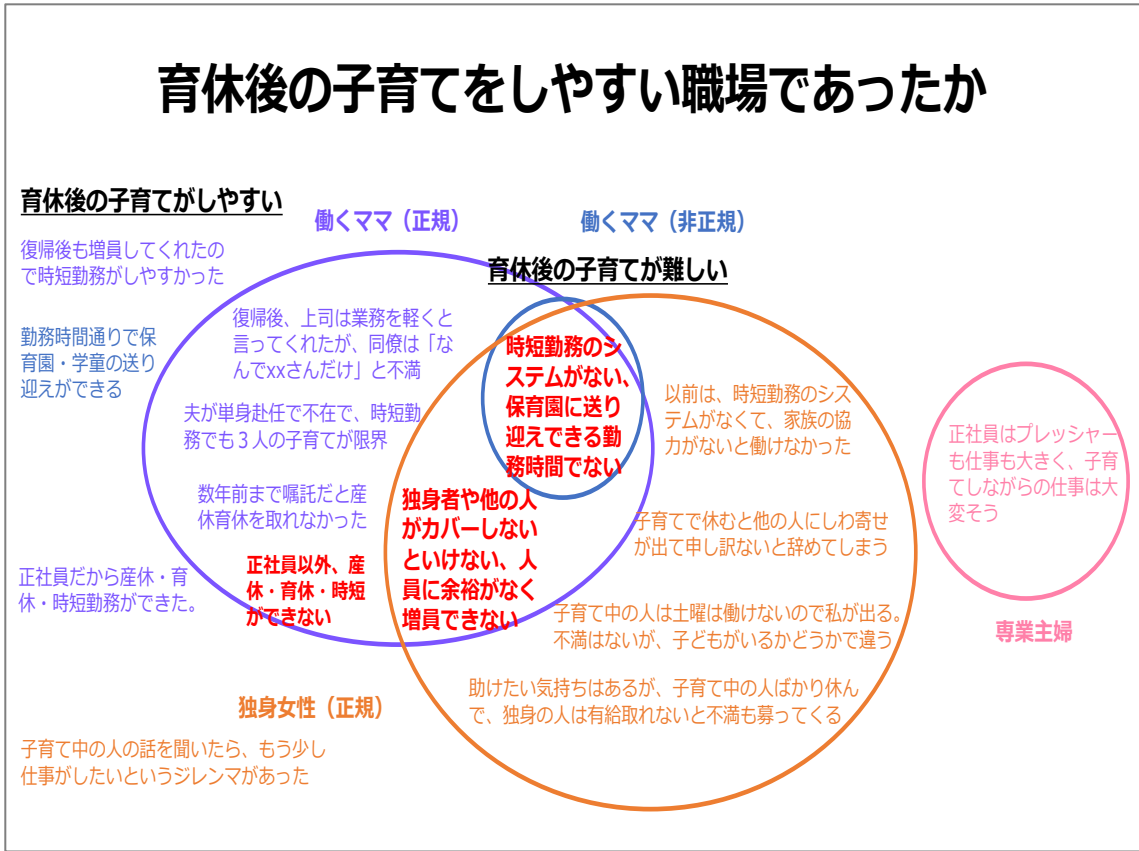 育休後の子育てをしやすい職場であったか
育休後の子育てがしやすい
働くママ（正規）
働くママ（非正規）
復帰後も増員してくれたの
で時短勤務がしやすかった
育休後の子育てが難しい
勤務時間通りで保
育園・学童の送り
迎えができる
復帰後、上司は業務を軽くと
言ってくれたが、同僚は「な
んでxxさんだけ」と不満
時短勤務のシ
ステムがない、
保育園に送り
迎えできる勤
務時間でない
以前は、時短勤務のシス
テムがなくて、家族の協
力がないと働けなかった
夫が単身赴任で不在で、時短勤
務でも３人の子育てが限界
正社員はプレッシャー
も仕事も大きく、子育
てしながらの仕事は大
変そう
数年前まで嘱託だと産
休育休を取れなかった
独身者や他の人
がカバーしない
といけない、人
員に余裕がなく
増員できない
子育てで休むと他の人にしわ寄せ
が出て申し訳ないと辞めてしまう
正社員だから産休・育
休・時短勤務ができた。
正社員以外、産
休・育休・時短
ができない
子育て中の人は土曜は働けないので私が出る。
不満はないが、子どもがいるかどうかで違う
専業主婦
独身女性（正規）
助けたい気持ちはあるが、子育て中の人ばかり休ん
で、独身の人は有給取れないと不満も募ってくる
子育て中の人の話を聞いたら、もう少し
仕事がしたいというジレンマがあった